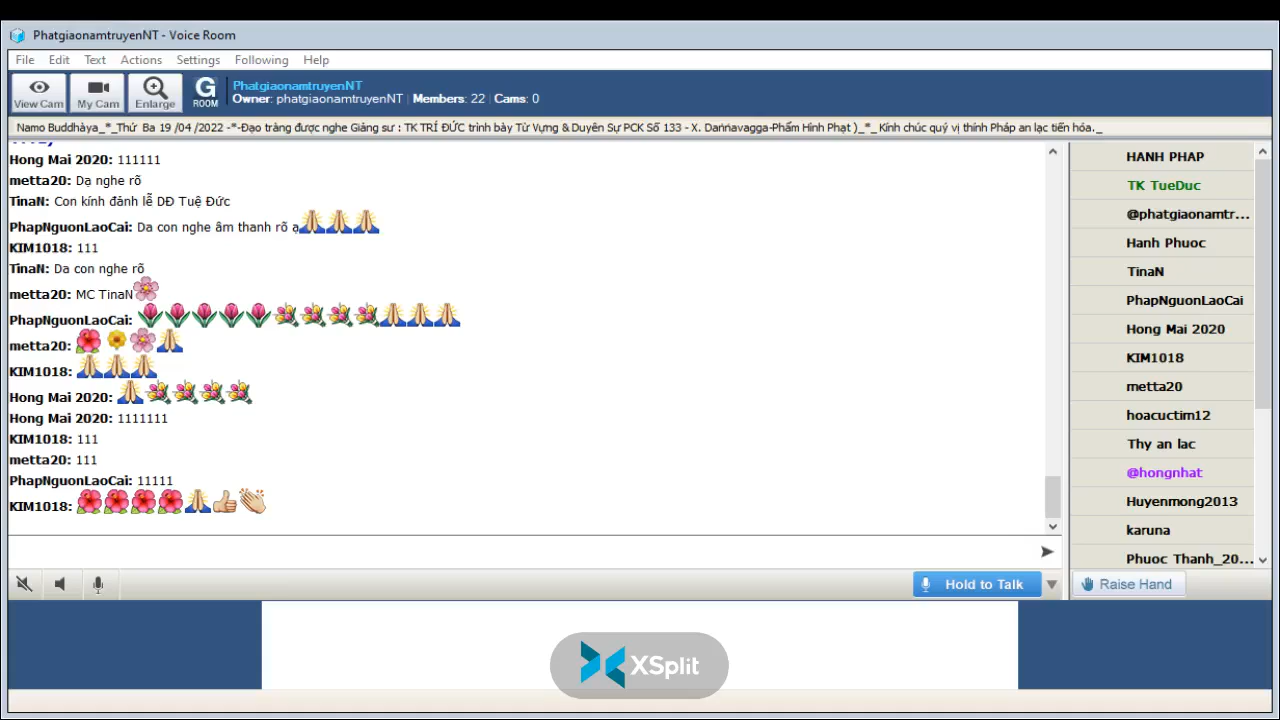 PhatgiaonamtruyenNT - Voice Room
File Edit Text Actions Settings Following Help
View Cam My Cam Enlarge G ROOM
PhatgiaonamtruyenNT
Owner: phatgiaonamtruyenNT | Members: 22 | Cams: 0
Namo Buddhàya_*_Thứ Ba 19 /04 /2022 -*-Đạo tràng được nghe Giảng sư : TK TRÍ ĐỨC trình bày Từ Vựng & Duyên Sự PCK Số 133 - X. Daṇṇavagga-Phẩm Hình Phạt )_*_ Kính chúc quý vị thính Pháp an lạc tiến hóa._
Hong Mai 2020: 111111
metta20: Dạ nghe rõ
TinaN: Con kính đảnh lễ DĐ Tuệ Đức
PhapNguonLaoCai: Da con nghe âm thanh rõ ạ
KIM1018: 111
TinaN: Da con nghe rõ
metta20: MC TinaN
PhapNguonLaoCai:
metta20:
KIM1018:
Hong Mai 2020:
Hong Mai 2020: 1111111
KIM1018: 111
metta20: 111
PhapNguonLaoCai: 11111
KIM1018:
HANH PHAP
TK TueDuc
@phatgiaonamtr...
Hanh Phuoc
TinaN
PhapNguonLaoCai
Hong Mai 2020
KIM1018
metta20
hoacuctim12
Thy an lac
@hongnhat
Huyenmong2013
karuna
Phuoc Thanh_20...
Hold to Talk
Raise Hand
XSplit